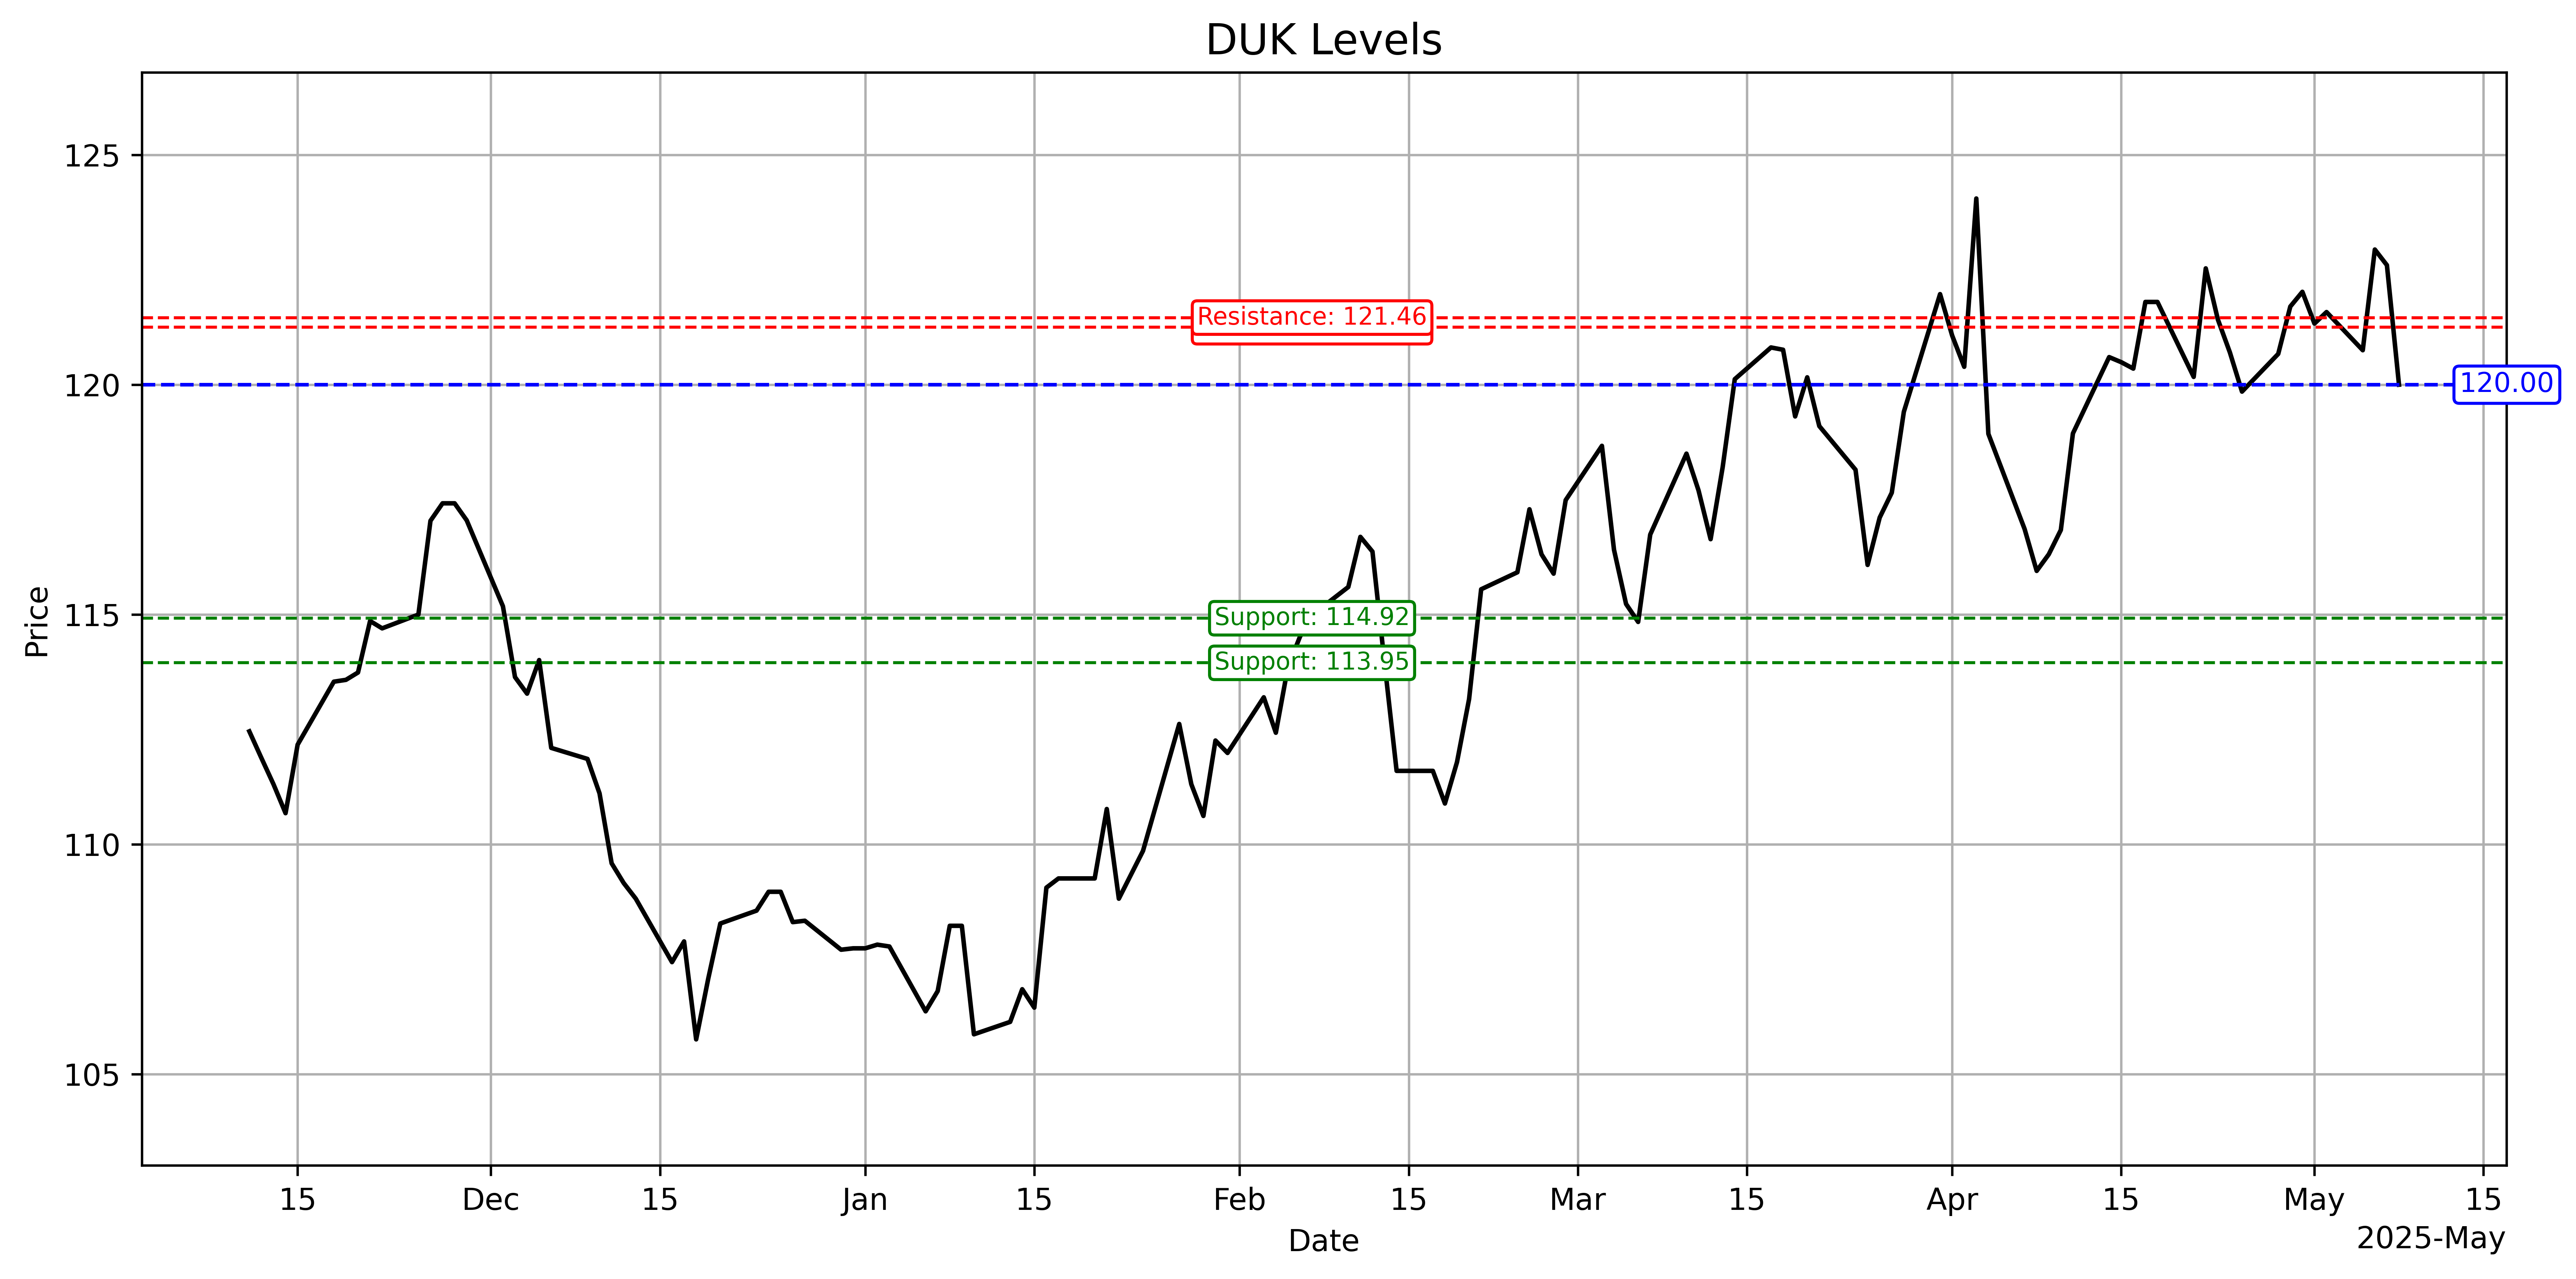 DUK Levels
125
120
115
110
105
Price
Resistance: 121.46
120.00
Support: 114.92
Support: 113.95
15 Dec 15 Jan 15 Feb 15 Mar 15 Apr 15 May 15
Date
2025-May